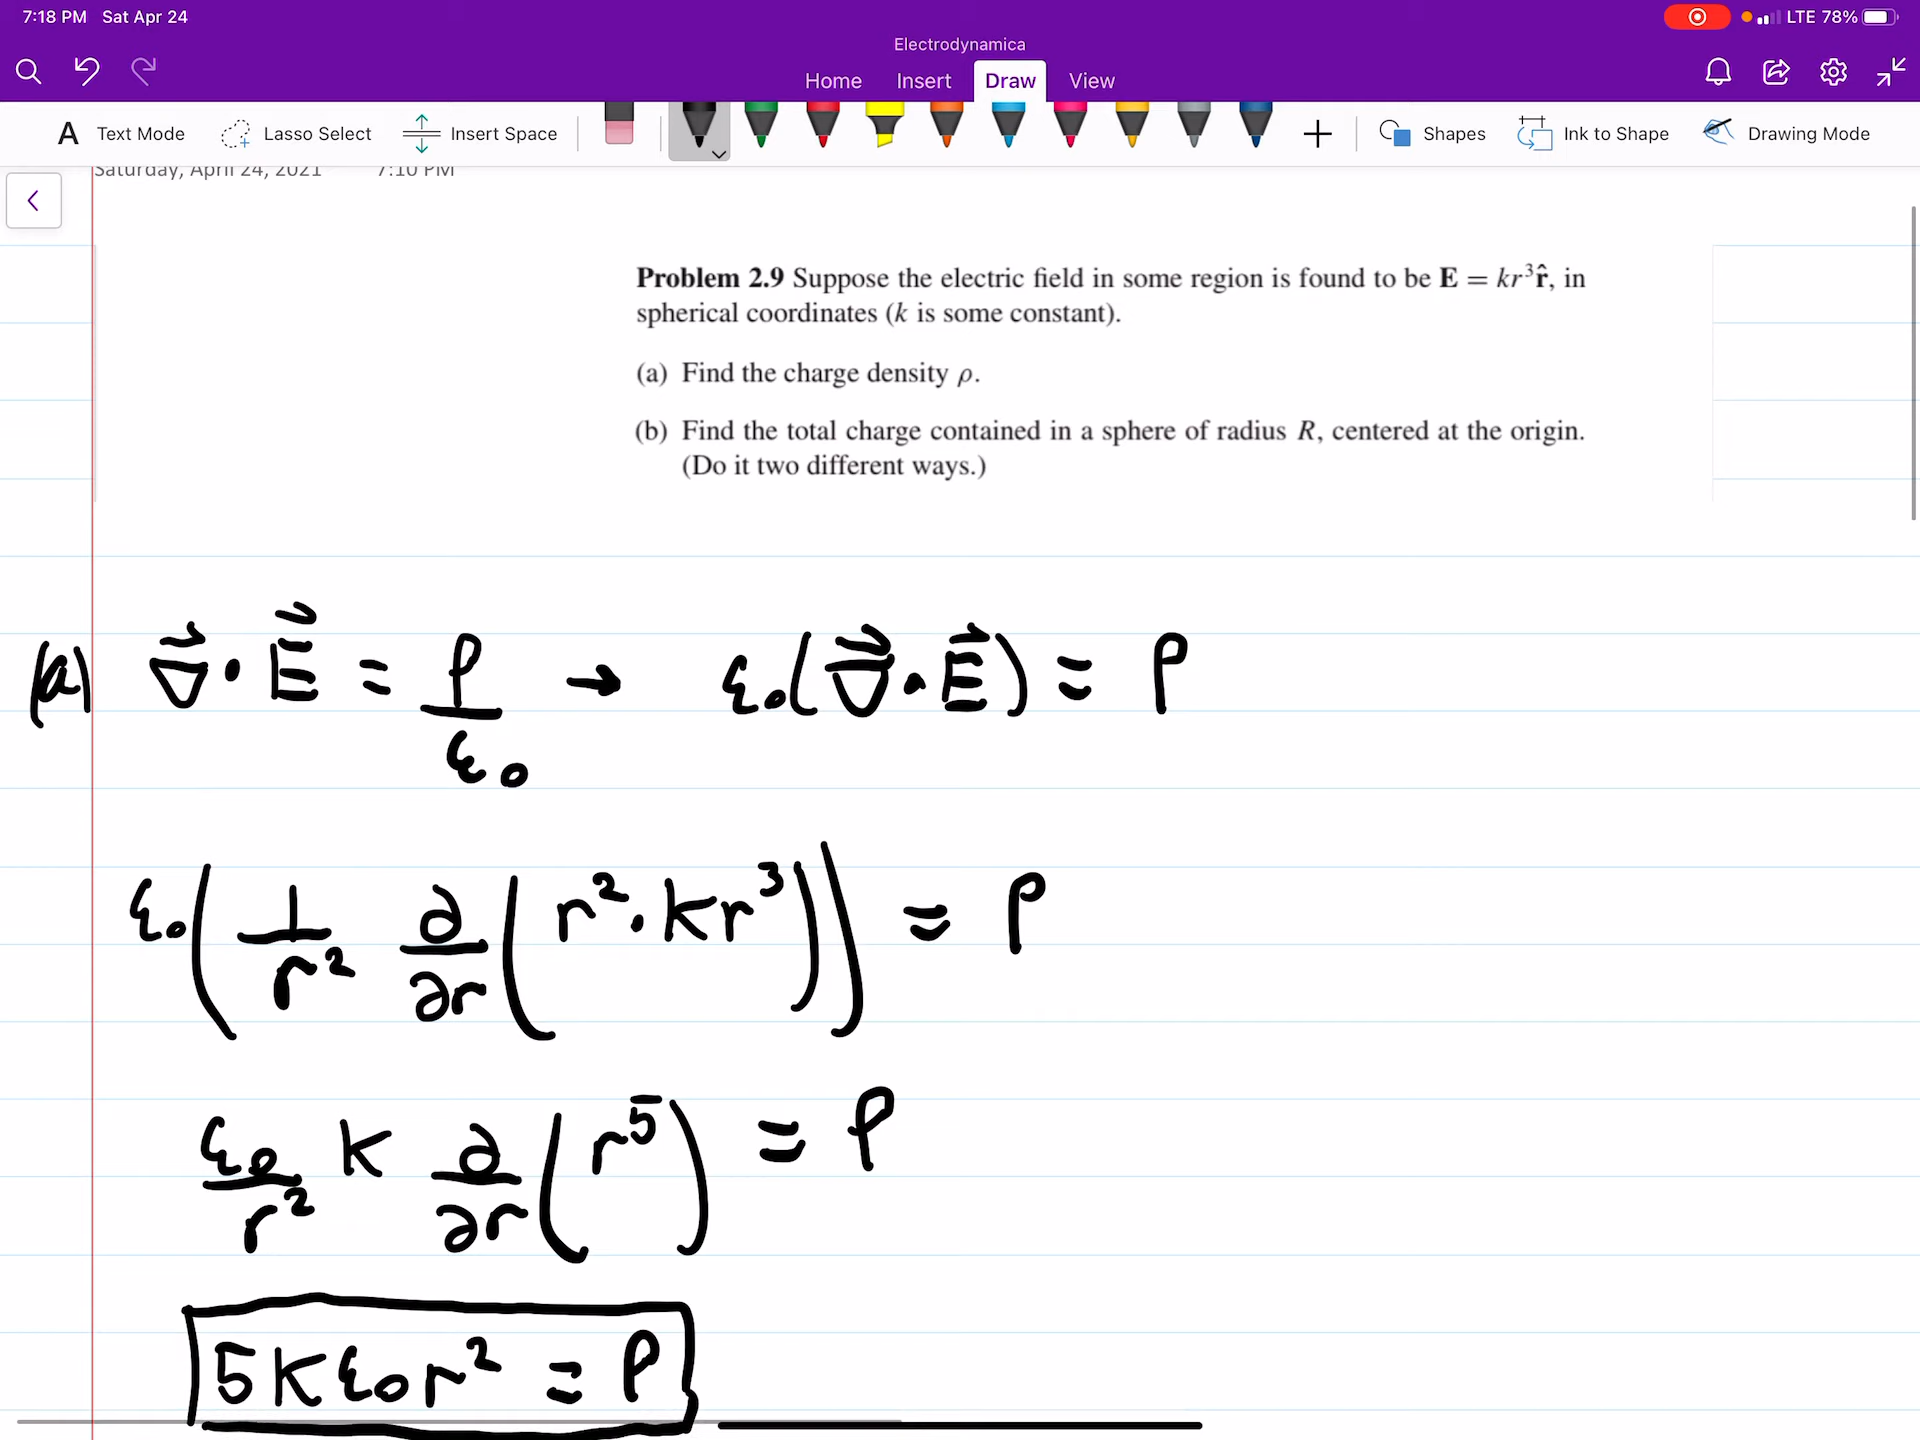 7:18 PM Sat Apr 24
LTE 78%
Electrodynamica
Home Insert Draw View
A Text Mode Lasso Select Insert Space Shapes Ink to Shape Drawing Mode
Saturday, April 24, 2021 7:10 PM
Problem 2.9 Suppose the electric field in some region is found to be E = kr³r̂, in
spherical coordinates (k is some constant).
(a) Find the charge density ρ.
(b) Find the total charge contained in a sphere of radius R, centered at the origin.
(Do it two different ways.)
(a) ∇⃗ · E⃗ = ρ/ε₀ → ε₀(∇⃗ · E⃗) = ρ
ε₀(1/r² ∂/∂r (r² · kr³)) = ρ
ε₀/r² k ∂/∂r (r⁵) = ρ
5kε₀r² = ρ